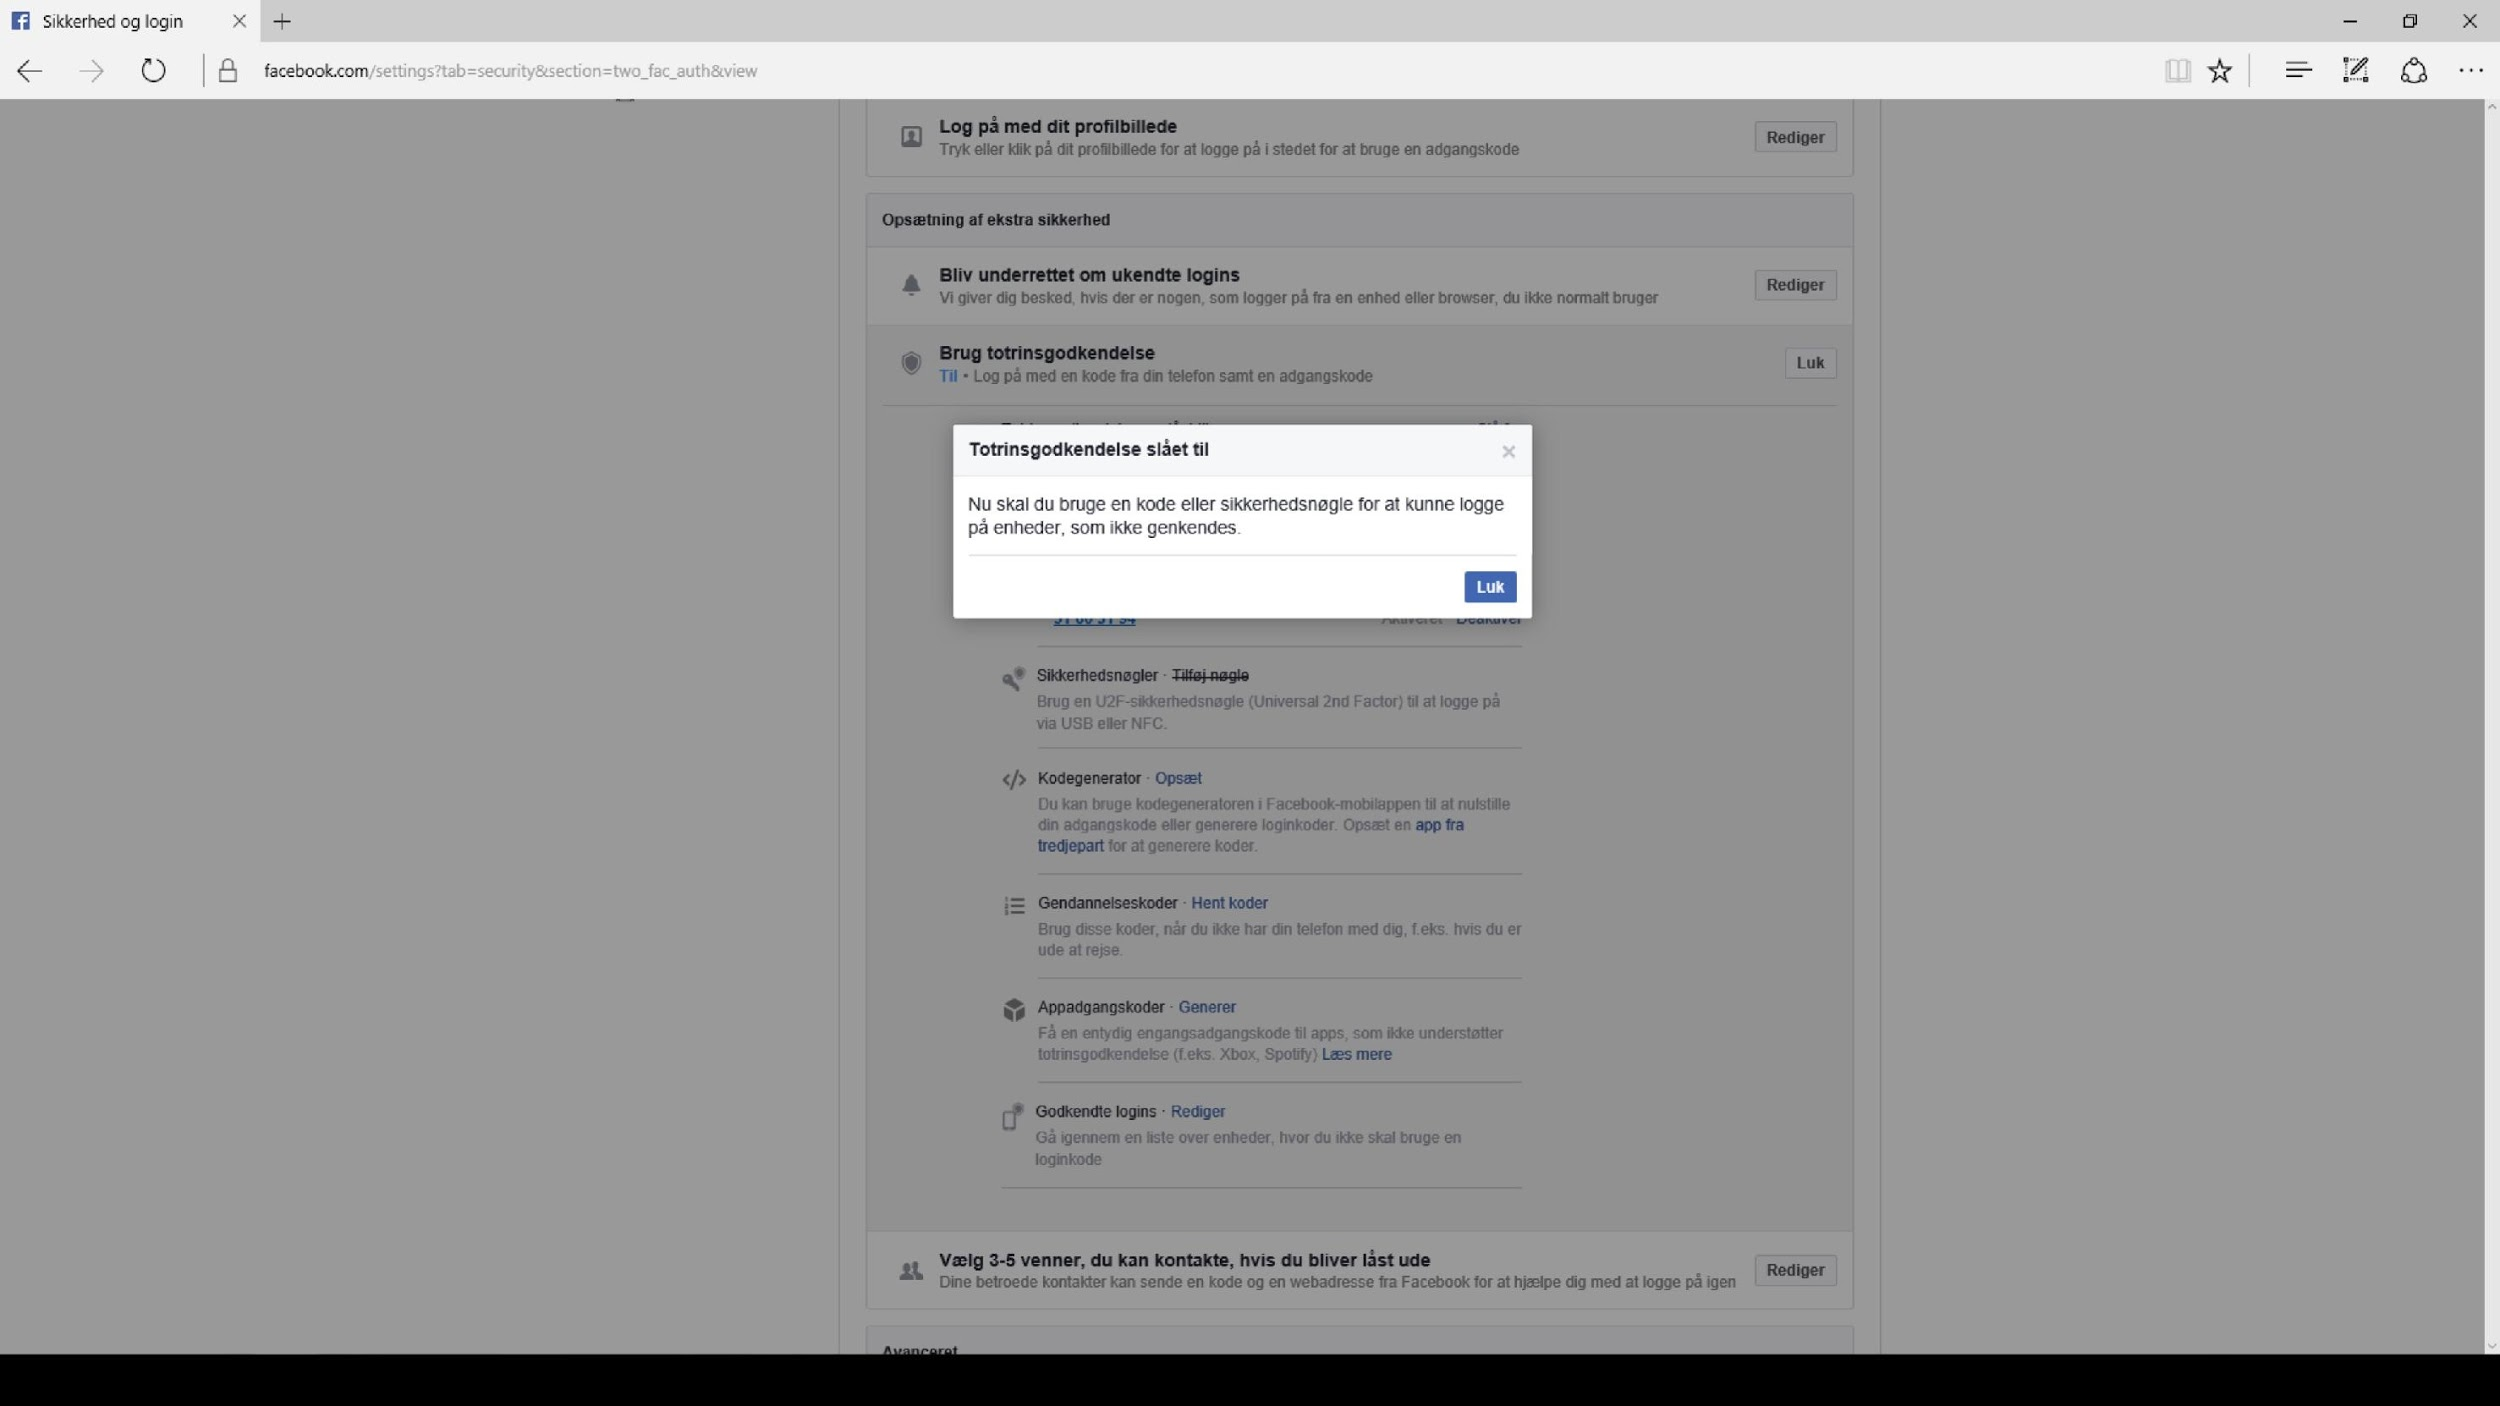 Sikkerhed og login
facebook.com/settings?tab=security&section=two_fac_auth&view
Log på med dit profilbillede
Tryk eller klik på dit profilbillede for at logge på i stedet for at bruge en adgangskode
Rediger
Opsætning af ekstra sikkerhed
Bliv underrettet om ukendte logins
Vi giver dig besked, hvis der er nogen, som logger på fra en enhed eller browser, du ikke normalt bruger
Rediger
Brug totrinsgodkendelse
Til • Log på med en kode fra din telefon samt en adgangskode
Luk
Totrinsgodkendelse slået til
Nu skal du bruge en kode eller sikkerhedsnøgle for at kunne logge
på enheder, som ikke genkendes.
Luk
Aktiveret Deaktiver
Sikkerhedsnøgler · Tilføj nøgle
Brug en U2F-sikkerhedsnøgle (Universal 2nd Factor) til at logge på
via USB eller NFC.
Kodegenerator · Opsæt
Du kan bruge kodegeneratoren i Facebook-mobilappen til at nulstille
din adgangskode eller generere loginkoder. Opsæt en app fra
tredjepart for at generere koder.
Gendannelseskoder · Hent koder
Brug disse koder, når du ikke har din telefon med dig, f.eks. hvis du er
ude at rejse.
Appadgangskoder · Generer
Få en entydig engangsadgangskode til apps, som ikke understøtter
totrinsgodkendelse (f.eks. Xbox, Spotify) Læs mere
Godkendte logins · Rediger
Gå igennem en liste over enheder, hvor du ikke skal bruge en
loginkode
Vælg 3-5 venner, du kan kontakte, hvis du bliver låst ude
Dine betroede kontakter kan sende en kode og en webadresse fra Facebook for at hjælpe dig med at logge på igen
Rediger
Avanceret